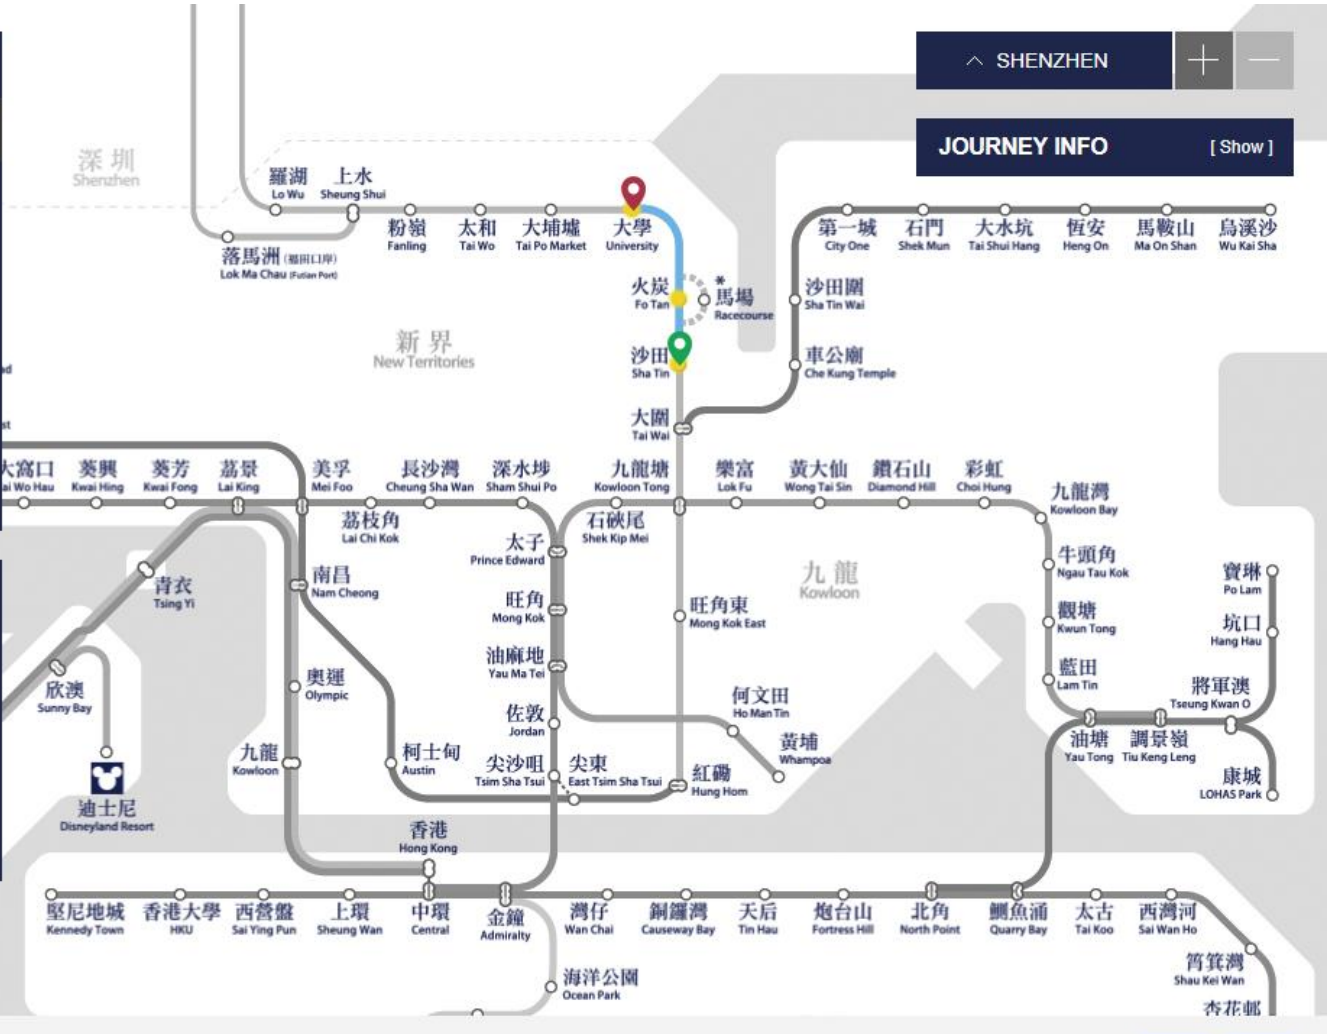 SHENZHEN
JOURNEY INFO
[ Show ]
深圳
Shenzhen
羅湖
Lo Wu
上水
Sheung Shui
落馬洲 (福田口岸)
Lok Ma Chau (Futian Port)
粉嶺
Fanling
太和
Tai Wo
大埔墟
Tai Po Market
大學
University
第一城
City One
石門
Shek Mun
大水坑
Tai Shui Hang
恆安
Heng On
馬鞍山
Ma On Shan
烏溪沙
Wu Kai Sha
火炭
Fo Tan
*
馬場
Racecourse
沙田圍
Sha Tin Wai
新界
New Territories
沙田
Sha Tin
車公廟
Che Kung Temple
大圍
Tai Wai
ad
st
大窩口
ai Wo Hau
葵興
Kwai Hing
葵芳
Kwai Fong
荔景
Lai King
美孚
Mei Foo
長沙灣
Cheung Sha Wan
深水埗
Sham Shui Po
九龍塘
Kowloon Tong
樂富
Lok Fu
黃大仙
Wong Tai Sin
鑽石山
Diamond Hill
彩虹
Choi Hung
九龍灣
Kowloon Bay
荔枝角
Lai Chi Kok
石硤尾
Shek Kip Mei
太子
Prince Edward
牛頭角
Ngau Tau Kok
青衣
Tsing Yi
南昌
Nam Cheong
九龍
Kowloon
寶琳
Po Lam
旺角
Mong Kok
旺角東
Mong Kok East
觀塘
Kwun Tong
坑口
Hang Hau
油麻地
Yau Ma Tei
藍田
Lam Tin
欣澳
Sunny Bay
奧運
Olympic
何文田
Ho Man Tin
將軍澳
Tseung Kwan O
佐敦
Jordan
黃埔
Whampoa
油塘
Yau Tong
調景嶺
Tiu Keng Leng
九龍
Kowloon
柯士甸
Austin
尖沙咀
Tsim Sha Tsui
尖東
East Tsim Sha Tsui
紅磡
Hung Hom
康城
LOHAS Park
迪士尼
Disneyland Resort
香港
Hong Kong
堅尼地城
Kennedy Town
香港大學
HKU
西營盤
Sai Ying Pun
上環
Sheung Wan
中環
Central
金鐘
Admiralty
灣仔
Wan Chai
銅鑼灣
Causeway Bay
天后
Tin Hau
炮台山
Fortress Hill
北角
North Point
鰂魚涌
Quarry Bay
太古
Tai Koo
西灣河
Sai Wan Ho
筲箕灣
Shau Kei Wan
海洋公園
Ocean Park
杏花邨